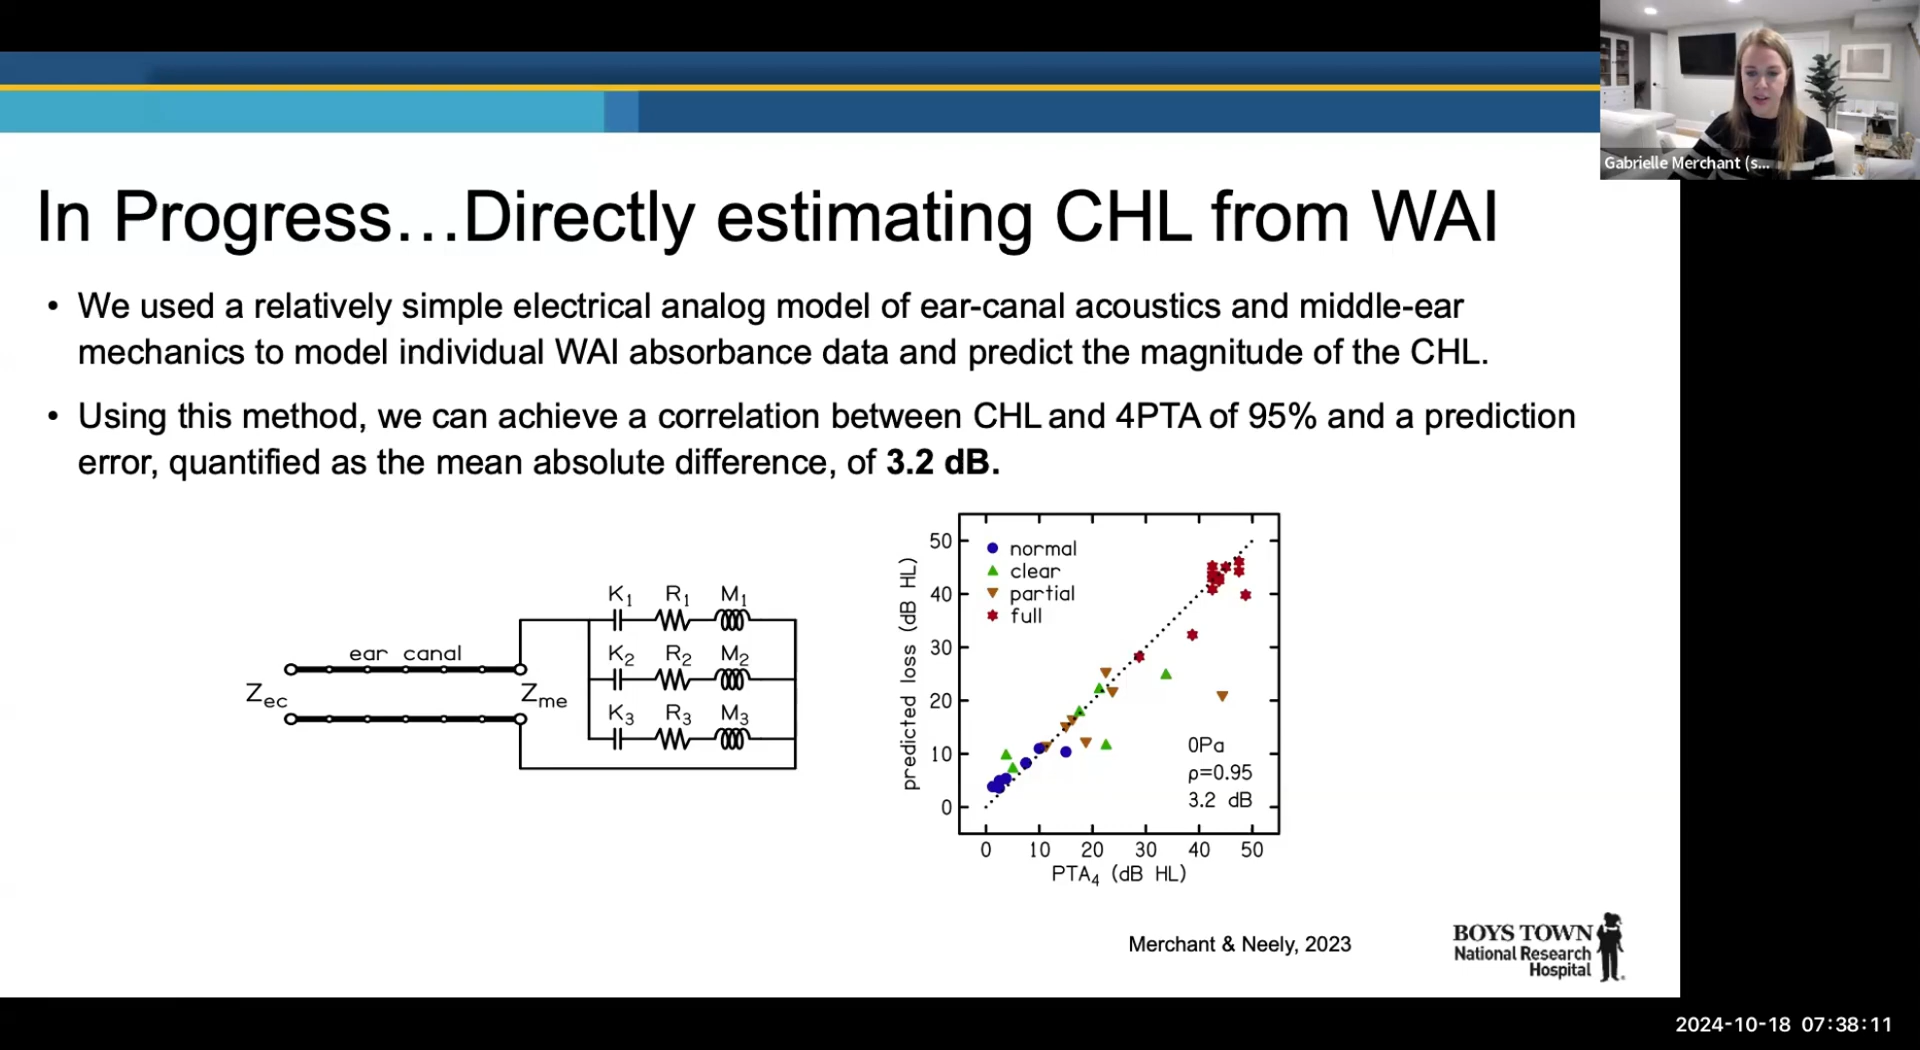 Gabrielle Merchant (s...
In Progress...Directly estimating CHL from WAI
• We used a relatively simple electrical analog model of ear-canal acoustics and middle-ear
mechanics to model individual WAI absorbance data and predict the magnitude of the CHL.
• Using this method, we can achieve a correlation between CHL and 4PTA of 95% and a prediction
error, quantified as the mean absolute difference, of 3.2 dB.
ear canal
Zec
Zme
K1 R1 M1
K2 R2 M2
K3 R3 M3
predicted loss (dB HL)
50
40
30
20
10
0
normal
clear
partial
full
0Pa
ρ=0.95
3.2 dB
0 10 20 30 40 50
PTA4 (dB HL)
Merchant & Neely, 2023
BOYS TOWN
National Research
Hospital
2024-10-18 07:38:11